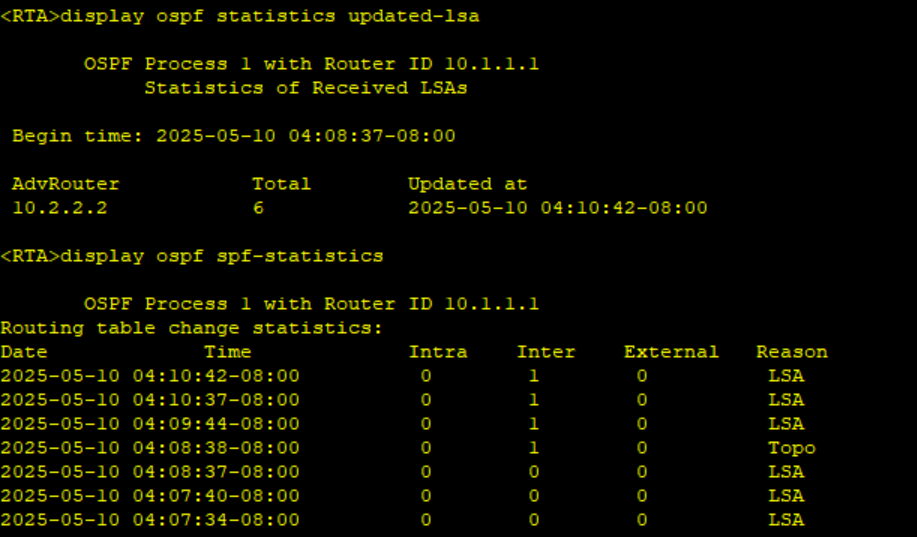 <RTA>display ospf statistics updated-lsa
OSPF Process 1 with Router ID 10.1.1.1
Statistics of Received LSAs
Begin time: 2025-05-10 04:08:37-08:00
AdvRouter Total Updated at
10.2.2.2 6 2025-05-10 04:10:42-08:00
<RTA>display ospf spf-statistics
OSPF Process 1 with Router ID 10.1.1.1
Routing table change statistics:
Date Time Intra Inter External Reason
2025-05-10 04:10:42-08:00 0 1 0 LSA
2025-05-10 04:10:37-08:00 0 1 0 LSA
2025-05-10 04:09:44-08:00 0 1 0 LSA
2025-05-10 04:08:38-08:00 0 1 0 Topo
2025-05-10 04:08:37-08:00 0 0 0 LSA
2025-05-10 04:07:40-08:00 0 0 0 LSA
2025-05-10 04:07:34-08:00 0 0 0 LSA